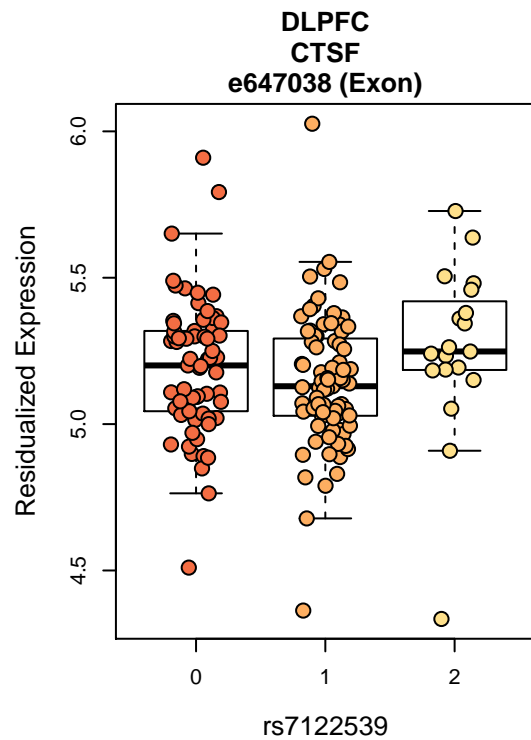 DLPFC
CTSF
e647038 (Exon)
Residualized Expression
6.0
5.5
5.0
4.5
0 1 2
rs7122539